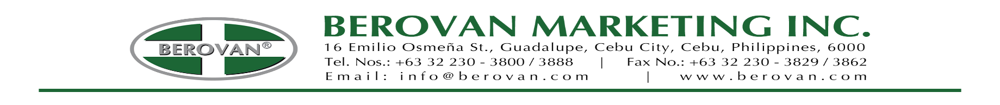 BEROVAN®
BEROVAN MARKETING INC.
16 Emilio Osmeña St., Guadalupe, Cebu City, Cebu, Philippines, 6000
Tel. Nos.: +63 32 230 - 3800 / 3888 | Fax No.: +63 32 230 - 3829 / 3862
Email: info@berovan.com | www.berovan.com